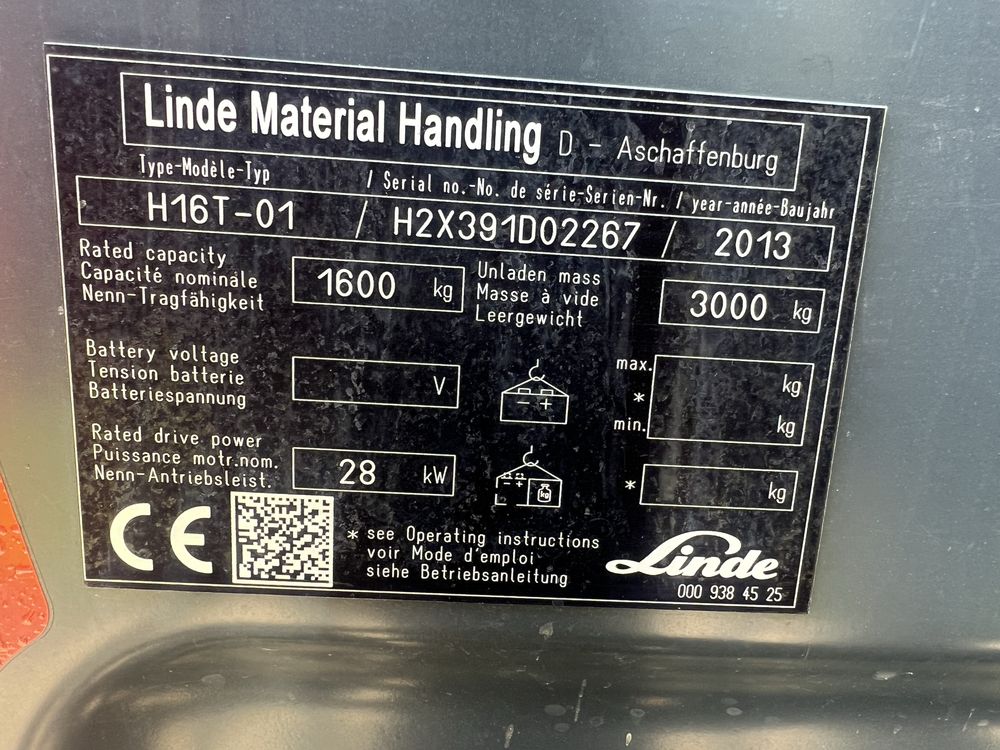 Linde Material Handling D - Aschaffenburg
Type-Modèle-Typ / Serial no.-No. de série-Serien-Nr. / year-année-Baujahr
H16T-01 / H2X391D02267 / 2013
Rated capacity
Capacité nominale
Nenn-Tragfähigkeit
1600 kg
Unladen mass
Masse à vide
Leergewicht
3000 kg
Battery voltage
Tension batterie
Batteriespannung
V
- +
max. kg
*
min. kg
Rated drive power
Puissance motr.nom.
Nenn-Antriebsleist.
28 kW
- +
kg
* kg
CE
* see Operating instructions
voir Mode d'emploi
siehe Betriebsanleitung
Linde
000 938 45 25